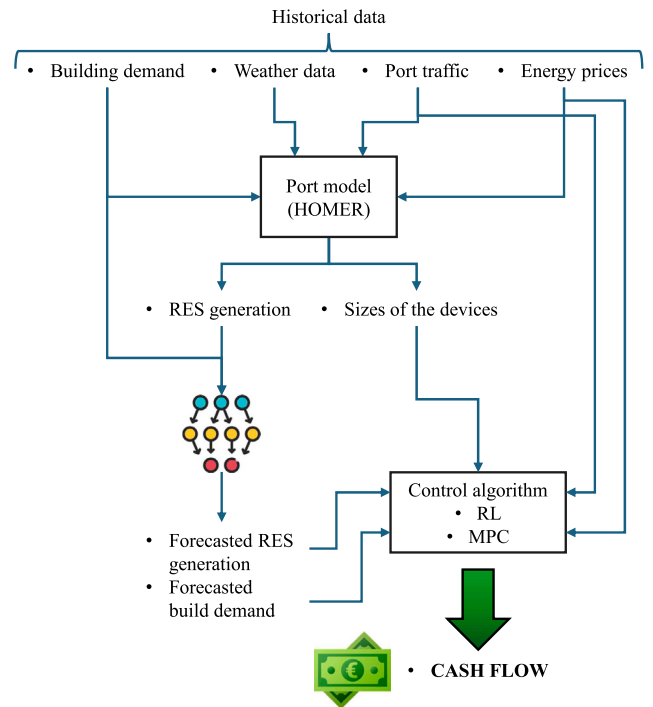 Historical data
• Building demand • Weather data • Port traffic • Energy prices
Port model
(HOMER)
• RES generation • Sizes of the devices
Control algorithm
• RL
• MPC
• Forecasted RES
generation
• Forecasted
build demand
€
• CASH FLOW